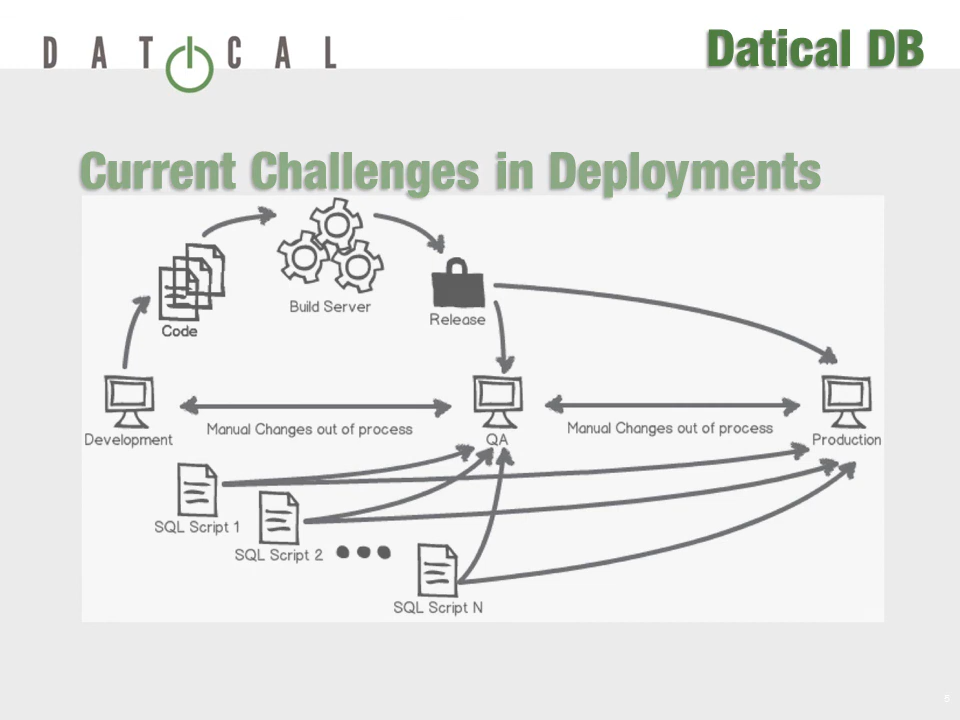 DATICAL
Datical DB
Current Challenges in Deployments
Build Server
Release
Code
Development
Manual Changes out of process
QA
Manual Changes out of process
Production
SQL Script 1
SQL Script 2
SQL Script N
5